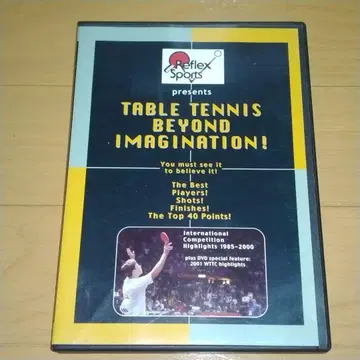 Reflex
Sports
presents
TABLE TENNIS
BEYOND
IMAGINATION!
You must see it
to believe it!
The Best
Players!
Shots!
Finishes!
The Top 40 Points!
International
Competition
Highlights 1985-2000
plus DVD special feature:
2001 WTTC highlights